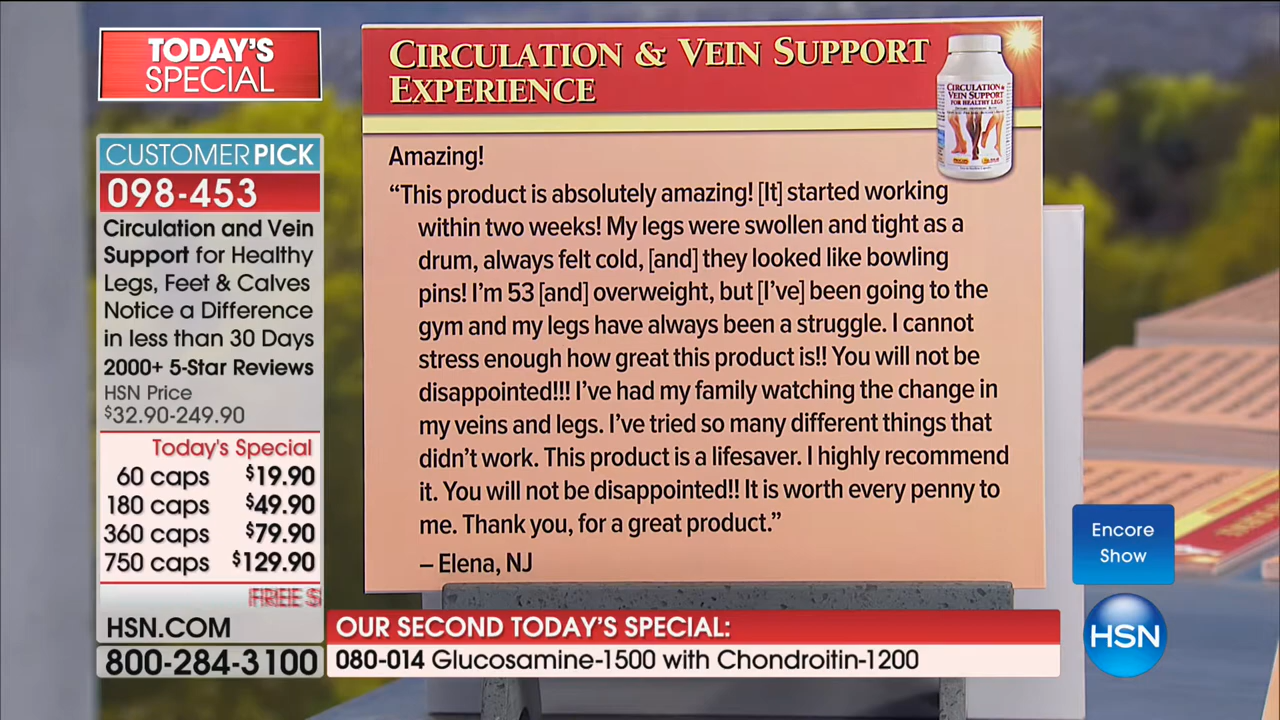 TODAY'S
SPECIAL
CUSTOMER PICK
098-453
Circulation and Vein
Support for Healthy
Legs, Feet & Calves
Notice a Difference
in less than 30 Days
2000+ 5-Star Reviews
HSN Price
$32.90-249.90
Today's Special
60 caps $19.90
180 caps $49.90
360 caps $79.90
750 caps $129.90
FREE S
HSN.COM
800-284-3100
CIRCULATION & VEIN SUPPORT
EXPERIENCE
CIRCULATION &
VEIN SUPPORT
FOR HEALTHY LEGS
Amazing!
“This product is absolutely amazing! [It] started working
within two weeks! My legs were swollen and tight as a
drum, always felt cold, [and] they looked like bowling
pins! I’m 53 [and] overweight, but [I’ve] been going to the
gym and my legs have always been a struggle. I cannot
stress enough how great this product is!! You will not be
disappointed!!! I’ve had my family watching the change in
my veins and legs. I’ve tried so many different things that
didn’t work. This product is a lifesaver. I highly recommend
it. You will not be disappointed!! It is worth every penny to
me. Thank you, for a great product.”
– Elena, NJ
Encore
Show
HSN
OUR SECOND TODAY'S SPECIAL:
080-014 Glucosamine-1500 with Chondroitin-1200